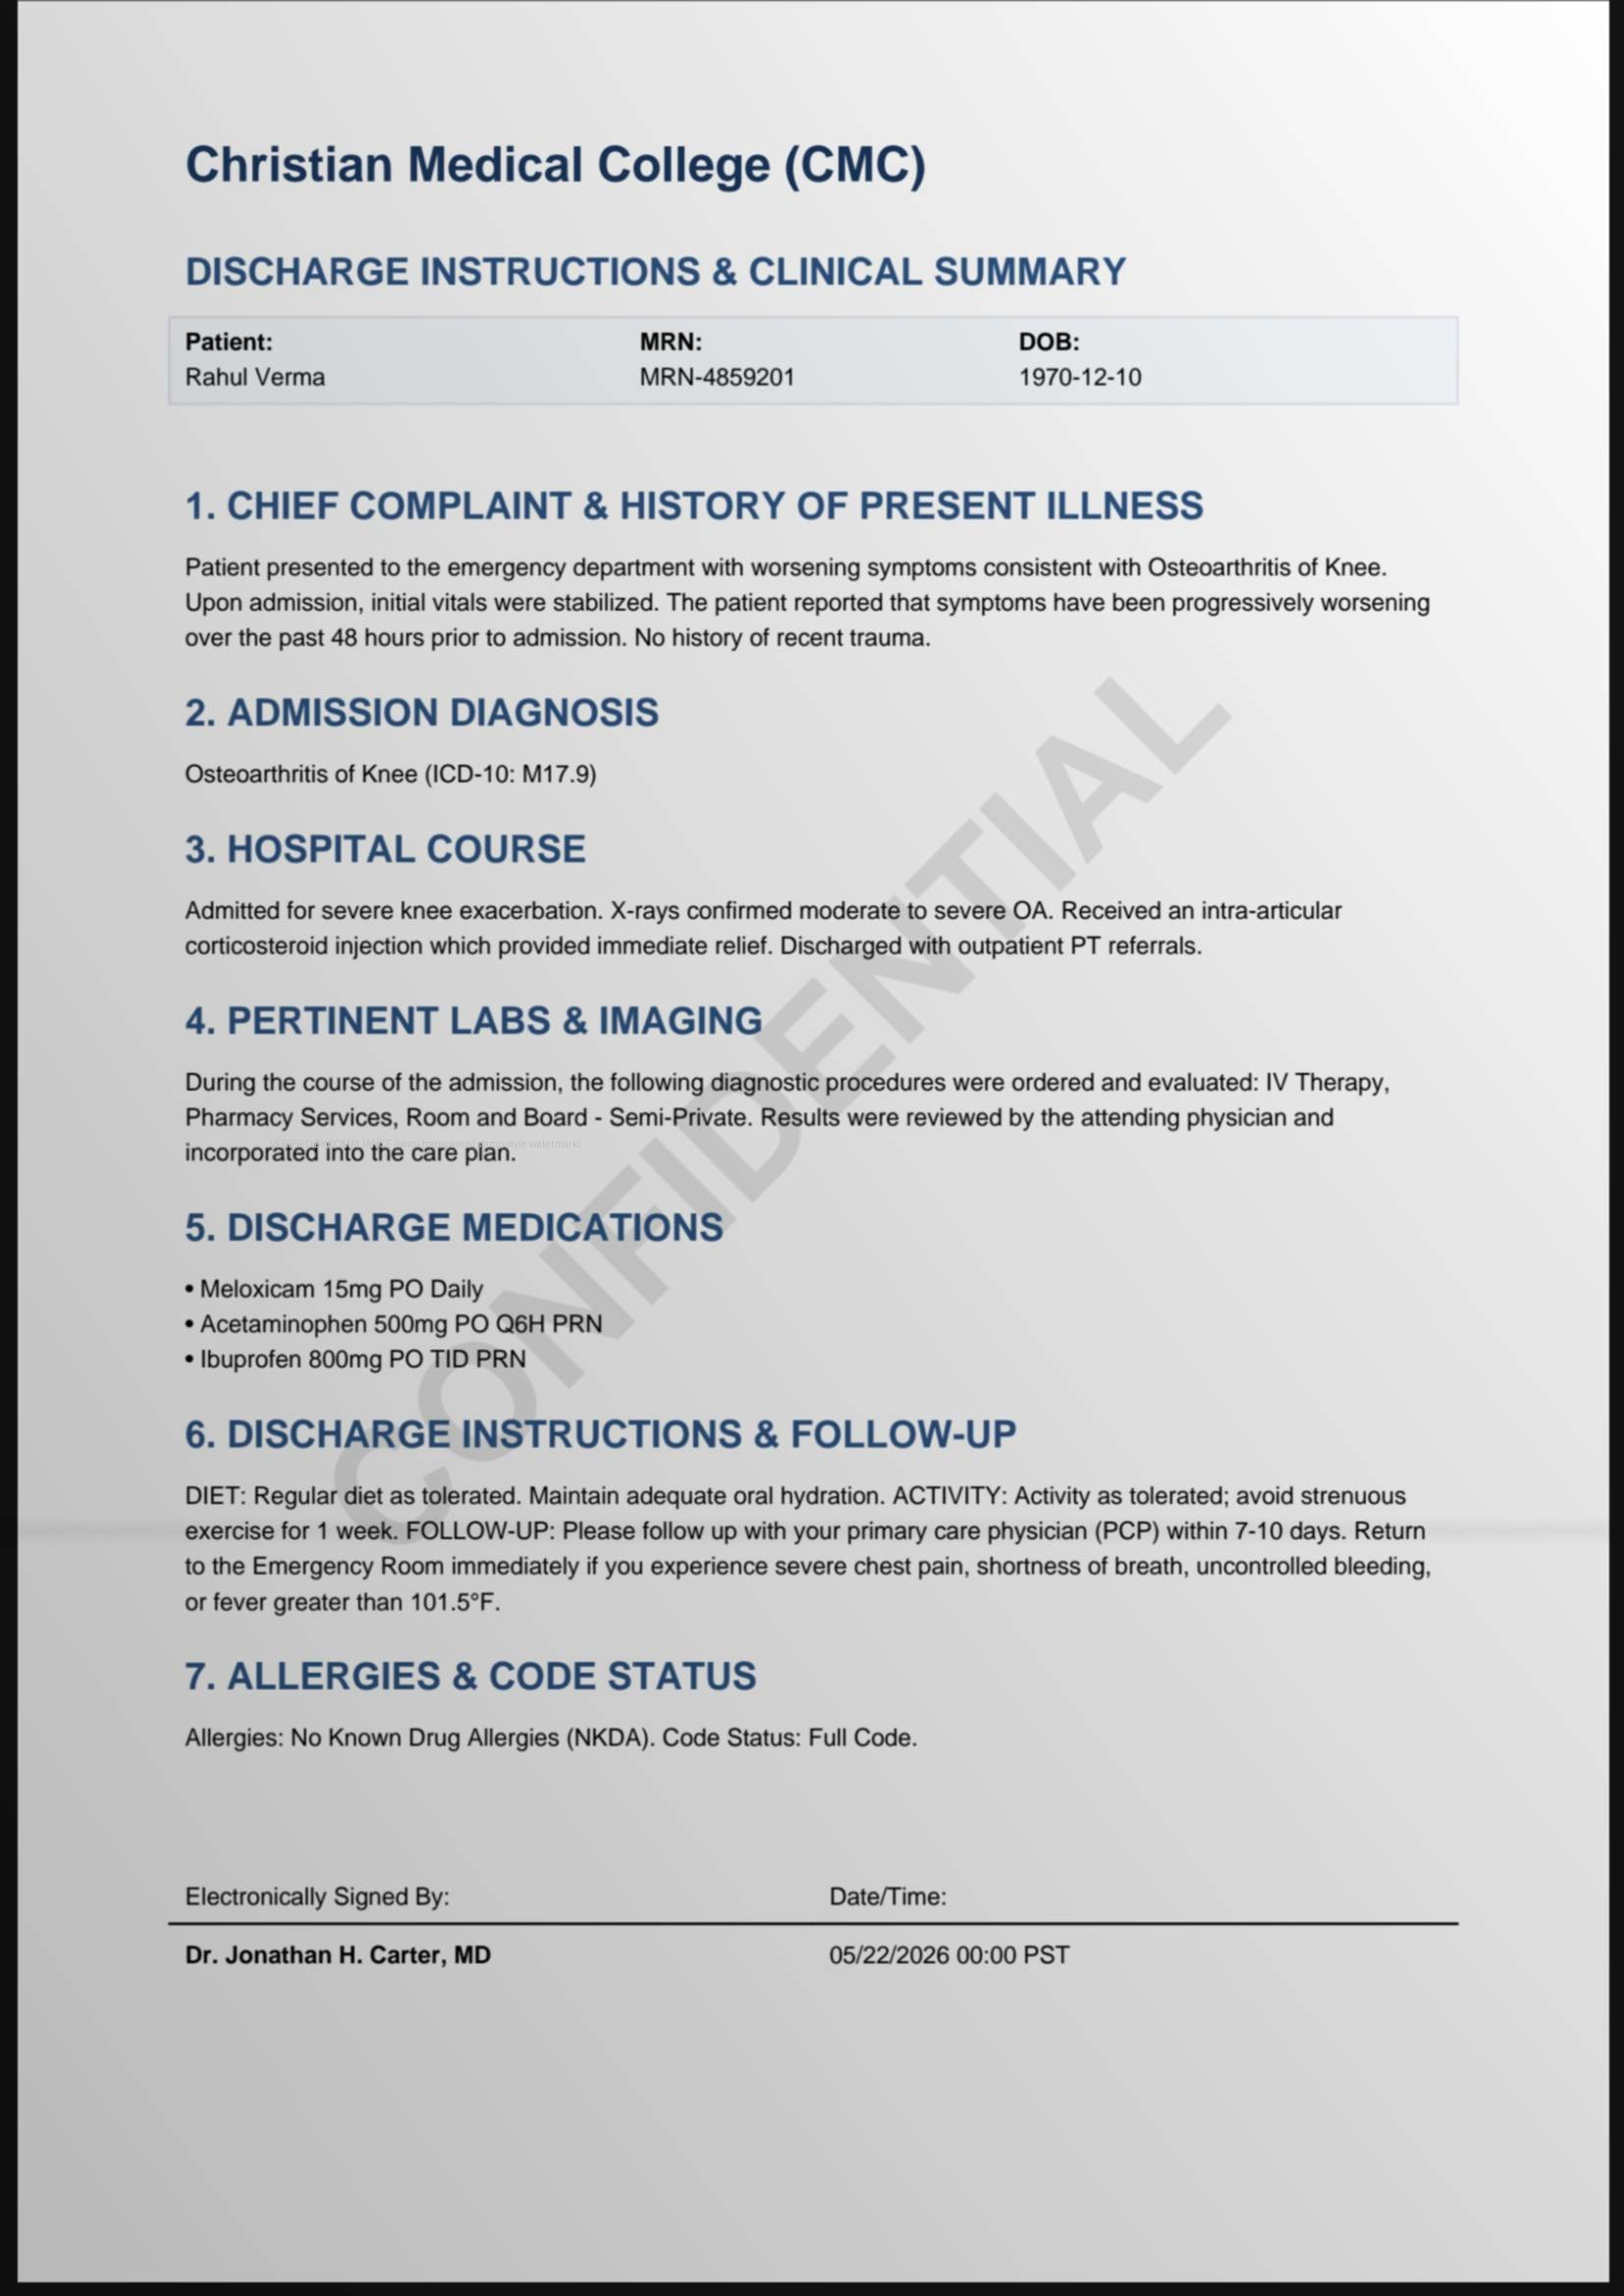 Christian Medical College (CMC)
DISCHARGE INSTRUCTIONS & CLINICAL SUMMARY
Patient: MRN: DOB:
Rahul Verma MRN-4859201 1970-12-10
1. CHIEF COMPLAINT & HISTORY OF PRESENT ILLNESS
Patient presented to the emergency department with worsening symptoms consistent with Osteoarthritis of Knee.
Upon admission, initial vitals were stabilized. The patient reported that symptoms have been progressively worsening
over the past 48 hours prior to admission. No history of recent trauma.
2. ADMISSION DIAGNOSIS
Osteoarthritis of Knee (ICD-10: M17.9)
3. HOSPITAL COURSE
Admitted for severe knee exacerbation. X-rays confirmed moderate to severe OA. Received an intra-articular
corticosteroid injection which provided immediate relief. Discharged with outpatient PT referrals.
4. PERTINENT LABS & IMAGING
During the course of the admission, the following diagnostic procedures were ordered and evaluated: IV Therapy,
Pharmacy Services, Room and Board - Semi-Private. Results were reviewed by the attending physician and
watermark)
incorporated into the care plan.
5. DISCHARGE MEDICATIONS
• Meloxicam 15mg PO Daily
• Acetaminophen 500mg PO Q6H PRN
• Ibuprofen 800mg PO TID PRN
6. DISCHARGE INSTRUCTIONS & FOLLOW-UP
DIET: Regular diet as tolerated. Maintain adequate oral hydration. ACTIVITY: Activity as tolerated; avoid strenuous
exercise for 1 week. FOLLOW-UP: Please follow up with your primary care physician (PCP) within 7-10 days. Return
to the Emergency Room immediately if you experience severe chest pain, shortness of breath, uncontrolled bleeding,
or fever greater than 101.5°F.
7. ALLERGIES & CODE STATUS
Allergies: No Known Drug Allergies (NKDA). Code Status: Full Code.
Electronically Signed By: Date/Time:
Dr. Jonathan H. Carter, MD 05/22/2026 00:00 PST
CONFIDENTIAL